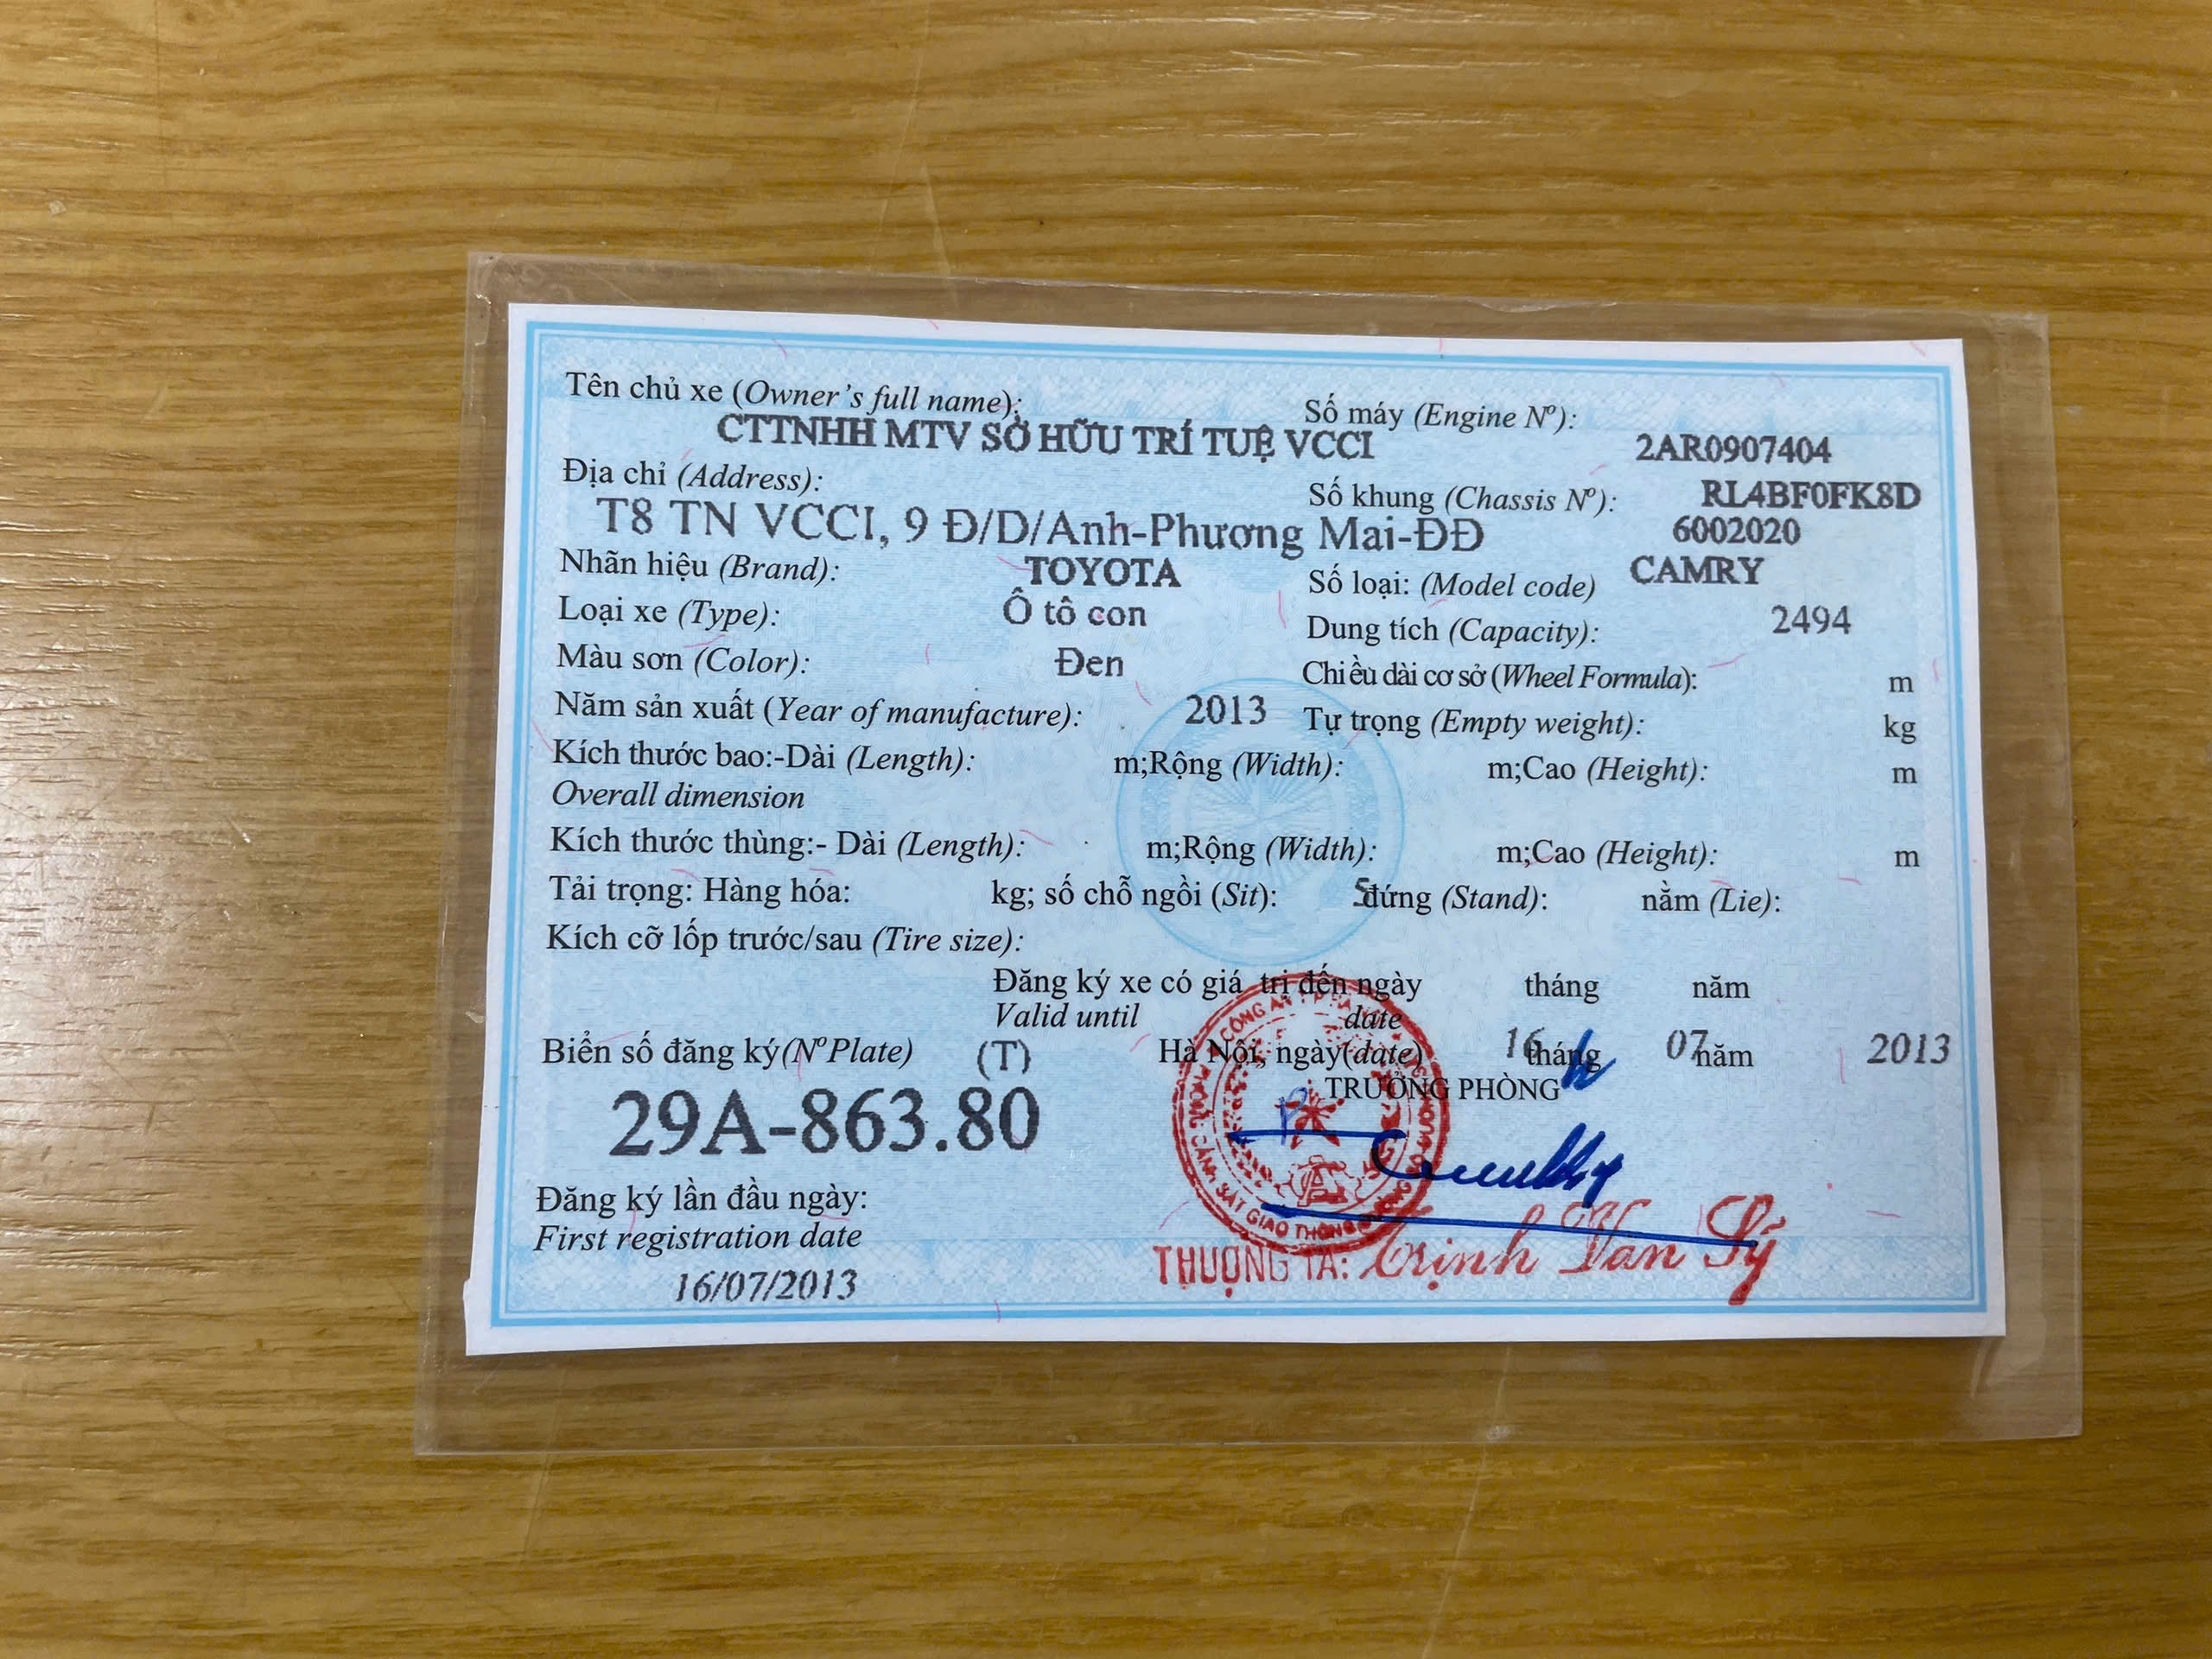 Tên chủ xe (Owner's full name):
CTTNHH MTV SỞ HỮU TRÍ TUỆ VCCI
Số máy (Engine Nº):
2AR0907404
Địa chỉ (Address):
T8 TN VCCI, 9 Đ/D/Anh-Phương Mai-ĐĐ
Số khung (Chassis Nº):
RL4BF0FK8D
6002020
Nhãn hiệu (Brand): TOYOTA
Số loại: (Model code) CAMRY
Loại xe (Type): Ô tô con
Dung tích (Capacity): 2494
Màu sơn (Color): Đen
Chiều dài cơ sở (Wheel Formula): m
Năm sản xuất (Year of manufacture): 2013
Tự trọng (Empty weight): kg
Kích thước bao:-Dài (Length): m;Rộng (Width): m;Cao (Height): m
Overall dimension
Kích thước thùng:- Dài (Length): m;Rộng (Width): m;Cao (Height): m
Tải trọng: Hàng hóa: kg; số chỗ ngồi (Sit): 5 đứng (Stand): nằm (Lie):
Kích cỡ lốp trước/sau (Tire size):
Đăng ký xe có giá trị đến ngày tháng năm
Valid until date
Biển số đăng ký(NºPlate) (T)
Hà Nội, ngày(date) 16 tháng 07 năm 2013
TRƯỞNG PHÒNG
29A-863.80
Đăng ký lần đầu ngày:
First registration date
16/07/2013
THƯỢNG TÁ: Trịnh Văn Sý